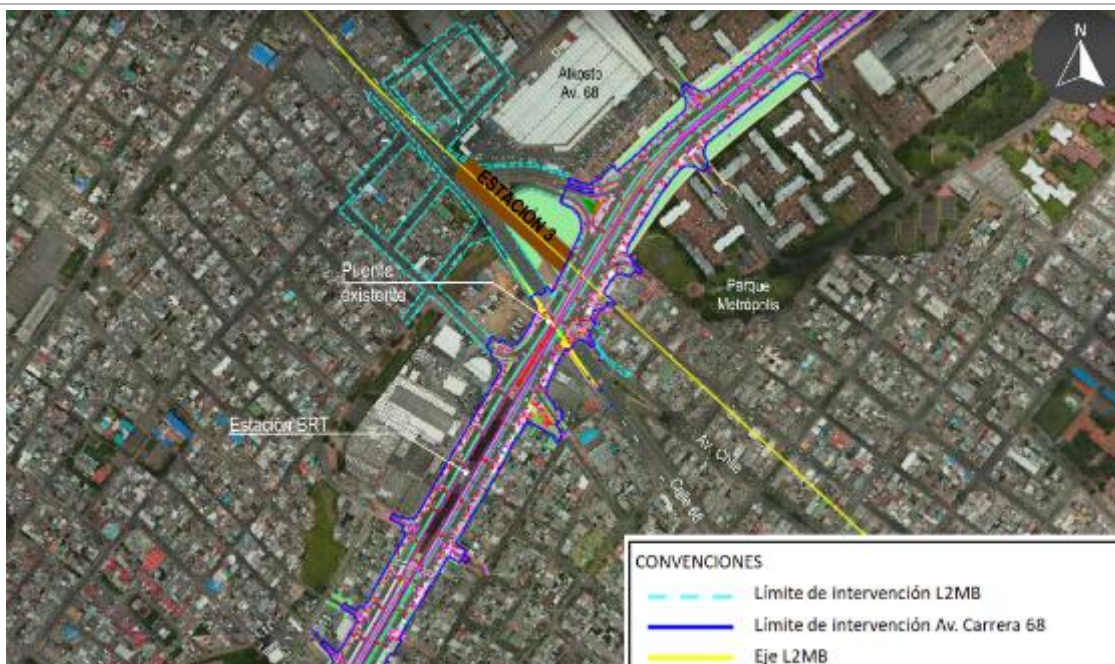 N
Alkosto
Av. 68
ESTACIÓN 3
Puente
existente
Parque
Metrópolis
Estación BRT
Av. Chile
Calle 68
CONVENCIONES
Límite de intervención L2MB
Límite de intervención Av. Carrera 68
Eje L2MB